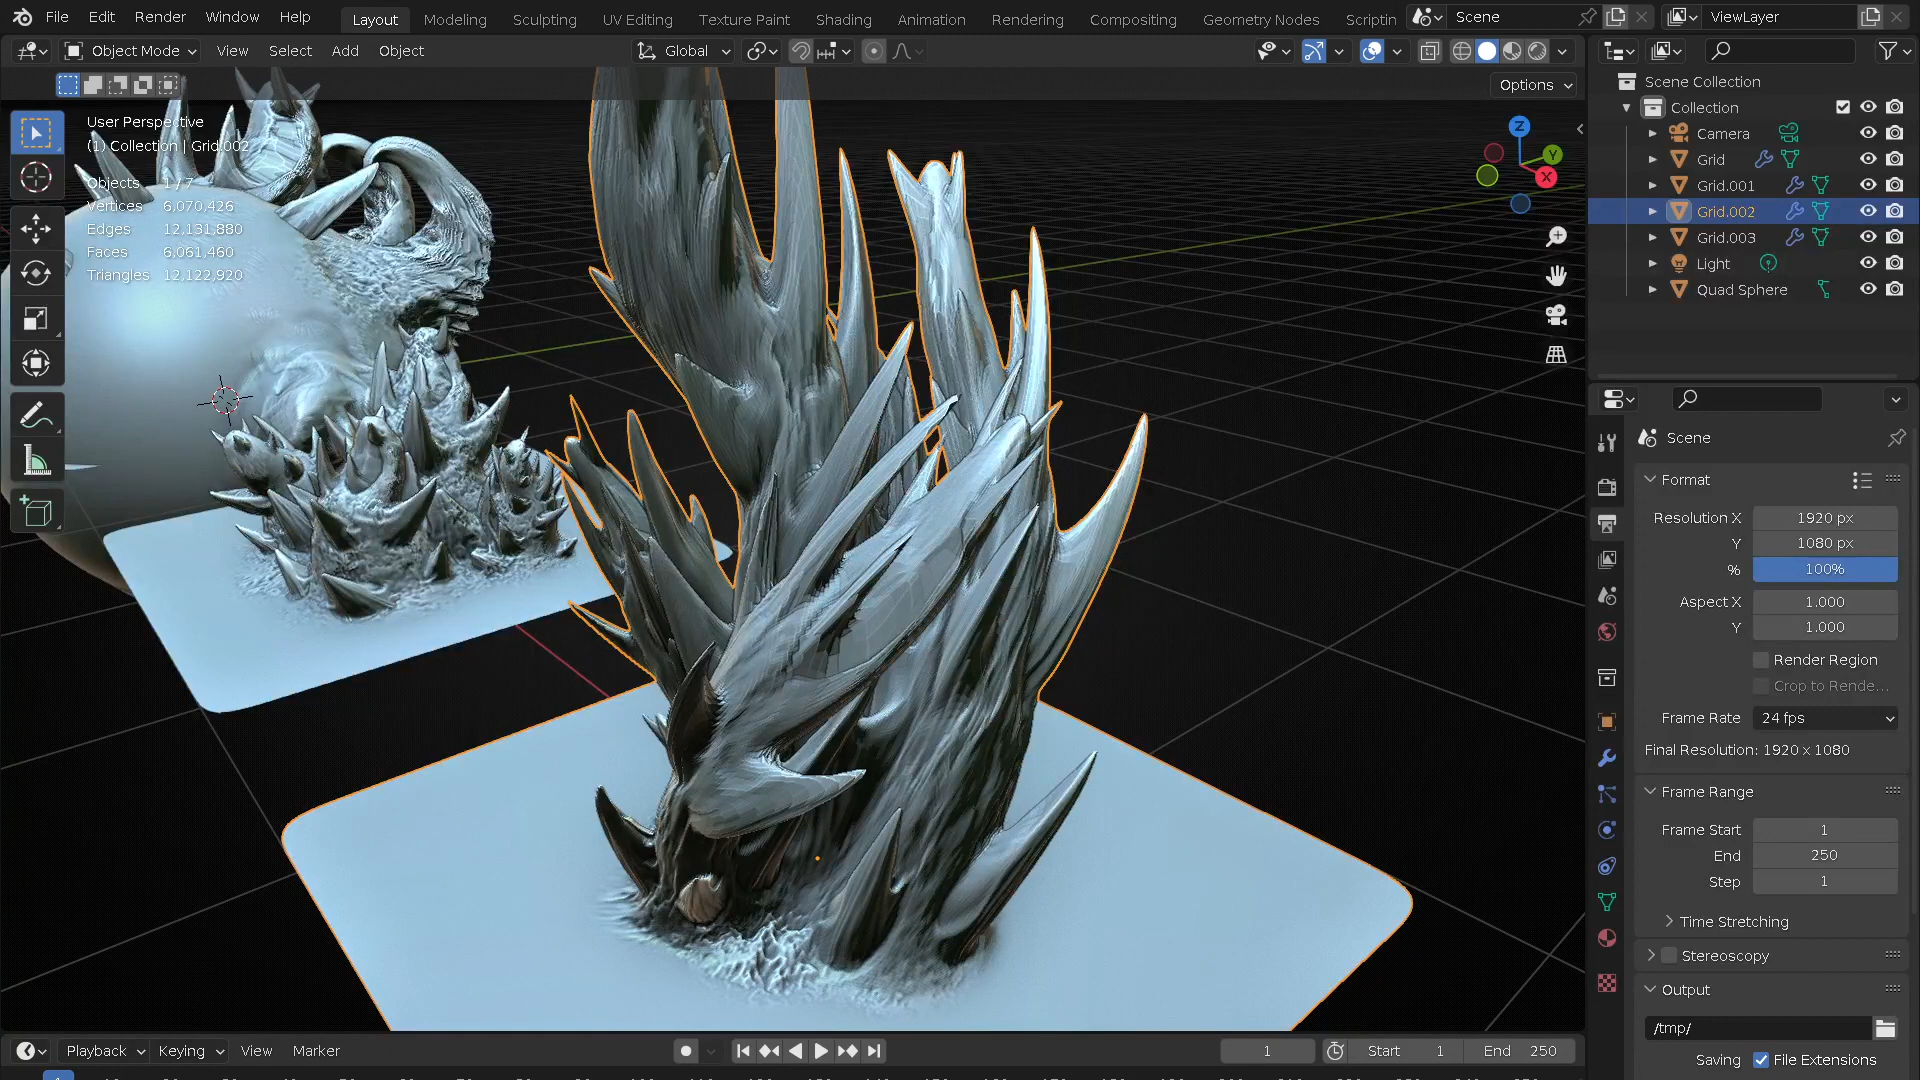 File Edit Render Window Help Layout Modeling Sculpting UV Editing Texture Paint Shading Animation Rendering Compositing Geometry Nodes Scriptin Scene ViewLayer
Object Mode View Select Add Object Global
Options
User Perspective
(1) Collection | Grid.002
Objects 1 / 7
Vertices 6,070,426
Edges 12,131,880
Faces 6,061,460
Triangles 12,122,920
Z
Y
X
Scene Collection
Collection
Camera
Grid
Grid.001
Grid.002
Grid.003
Light
Quad Sphere
Scene
Format
Resolution X 1920 px
Y 1080 px
% 100%
Aspect X 1.000
Y 1.000
Render Region
Crop to Rende...
Frame Rate 24 fps
Final Resolution: 1920 x 1080
Frame Range
Frame Start 1
End 250
Step 1
Time Stretching
Stereoscopy
Output
/tmp/
Saving File Extensions
Playback Keying View Marker 1 Start 1 End 250